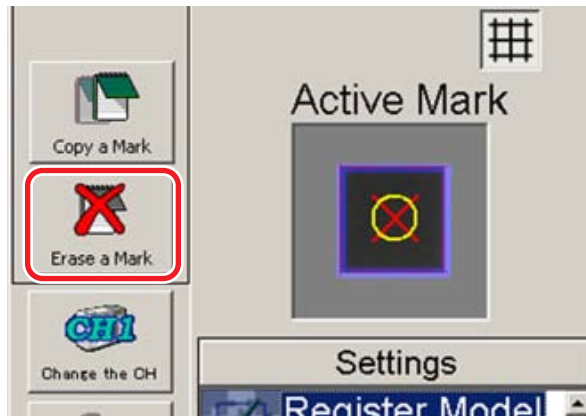 Copy a Mark
Erase a Mark
CH1
Change the CH
Active Mark
Settings
Register Model